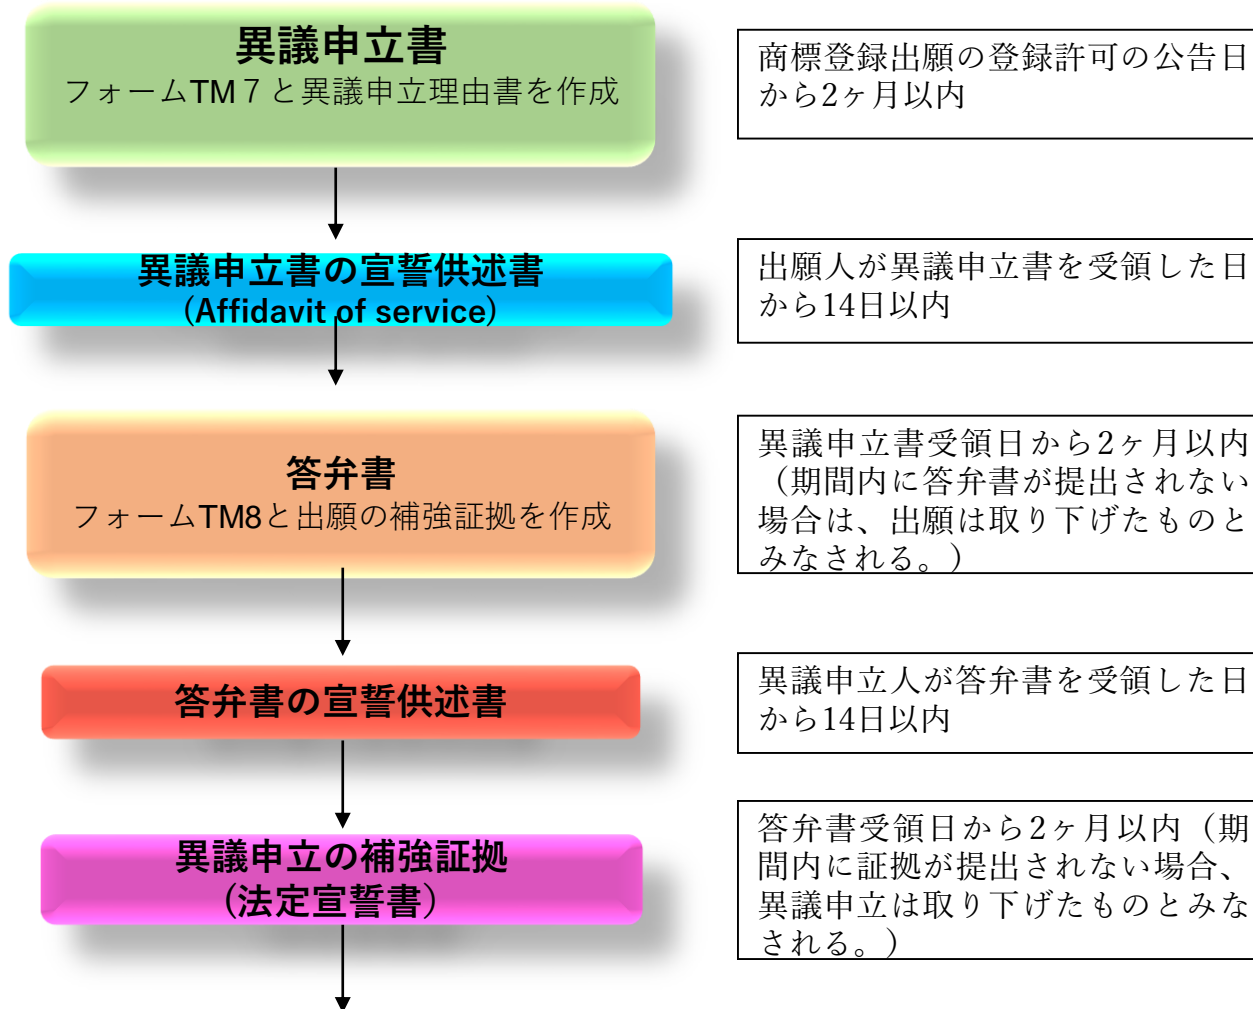 異議申立書
フォームTM７と異議申立理由書を作成
商標登録出願の登録許可の公告日
から2ヶ月以内
異議申立書の宣誓供述書
(Affidavit of service)
出願人が異議申立書を受領した日
から14日以内
答弁書
フォームTM8と出願の補強証拠を作成
異議申立書受領日から2ヶ月以内
（期間内に答弁書が提出されない
場合は、出願は取り下げたものと
みなされる。）
答弁書の宣誓供述書
異議申立人が答弁書を受領した日
から14日以内
異議申立の補強証拠
(法定宣誓書）
答弁書受領日から2ヶ月以内（期
間内に証拠が提出されない場合、
異議申立は取り下げたものとみな
される。）